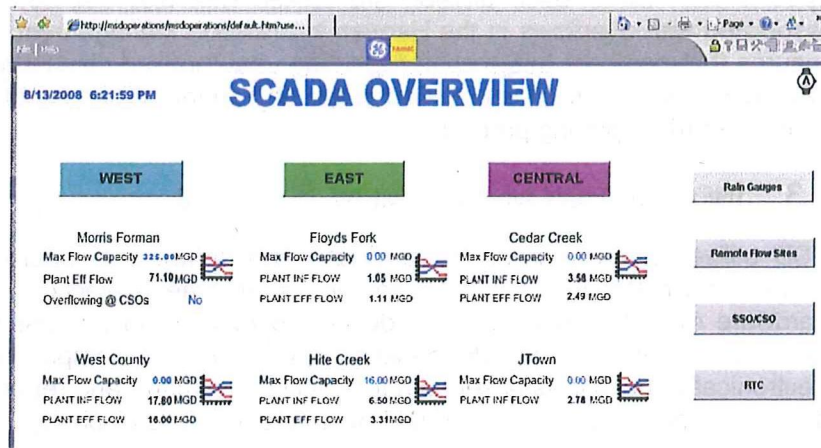 http://msdoperations/msdoperations/default.htm?use...
Page
File | Help
8/13/2008 6:21:59 PM
SCADA OVERVIEW
WEST
EAST
CENTRAL
Rain Gauges
Remote Flow Sites
SSO/CSO
RTC
Morris Forman
Max Flow Capacity 325.00 MGD
Plant Eff Flow 71.10 MGD
Overflowing @ CSOs No
Floyds Fork
Max Flow Capacity 0.00 MGD
PLANT INF FLOW 1.05 MGD
PLANT EFF FLOW 1.11 MGD
Cedar Creek
Max Flow Capacity 0.00 MGD
PLANT INF FLOW 3.58 MGD
PLANT EFF FLOW 2.49 MGD
West County
Max Flow Capacity 0.00 MGD
PLANT INF FLOW 17.80 MGD
PLANT EFF FLOW 16.00 MGD
Hite Creek
Max Flow Capacity 16.00 MGD
PLANT INF FLOW 6.50 MGD
PLANT EFF FLOW 3.31 MGD
JTown
Max Flow Capacity 0.00 MGD
PLANT INF FLOW 2.78 MGD